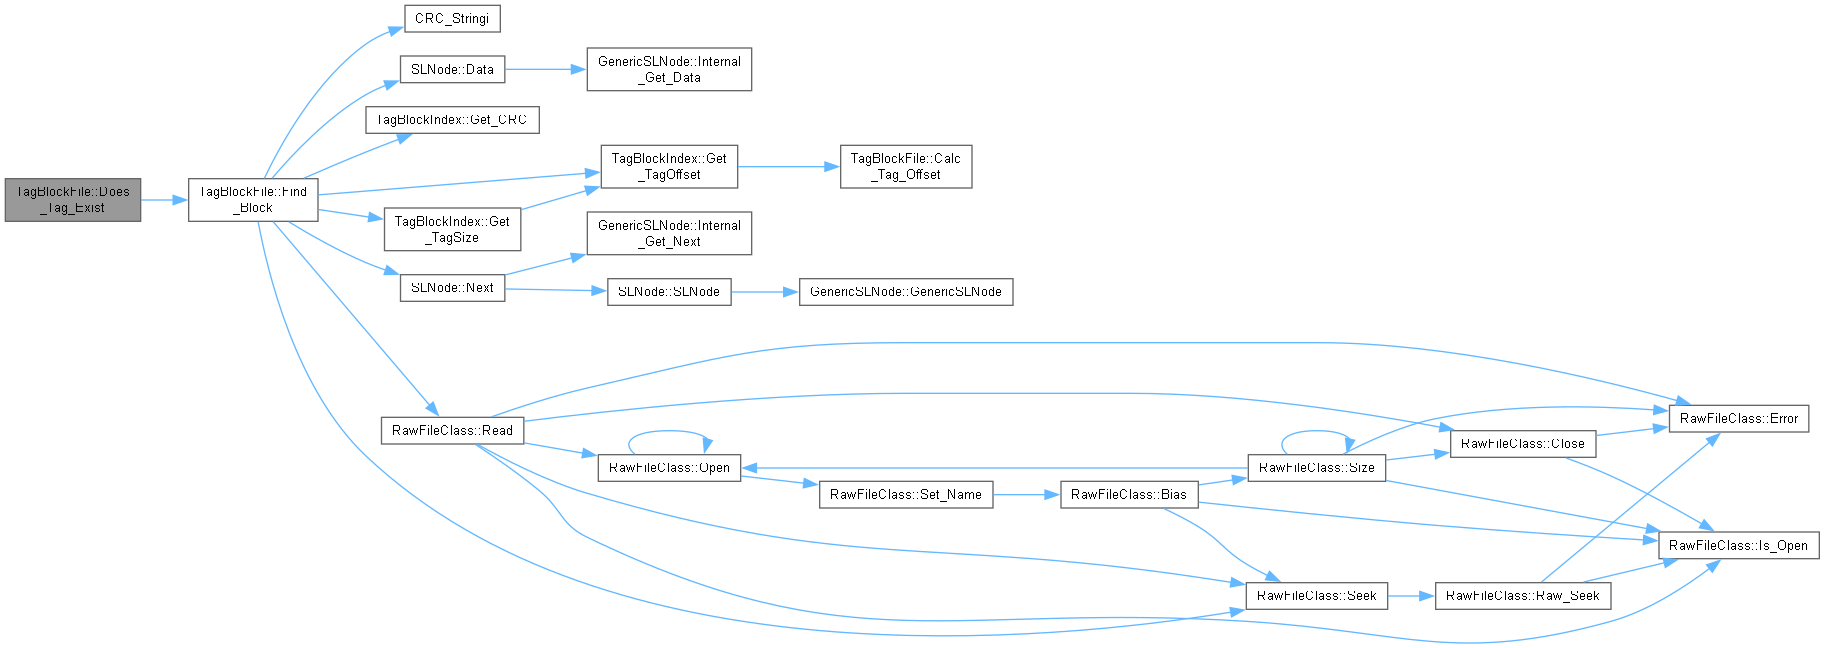 TagBlockFile::Does
_Tag_Exist
TagBlockFile::Find
_Block
CRC_Stringi
SLNode::Data
GenericSLNode::Internal
_Get_Data
TagBlockIndex::Get_CRC
TagBlockIndex::Get
_TagOffset
TagBlockFile::Calc
_Tag_Offset
TagBlockIndex::Get
_TagSize
GenericSLNode::Internal
_Get_Next
SLNode::Next
SLNode::SLNode
GenericSLNode::GenericSLNode
RawFileClass::Read
RawFileClass::Open
RawFileClass::Set_Name
RawFileClass::Bias
RawFileClass::Size
RawFileClass::Seek
RawFileClass::Close
RawFileClass::Raw_Seek
RawFileClass::Error
RawFileClass::Is_Open